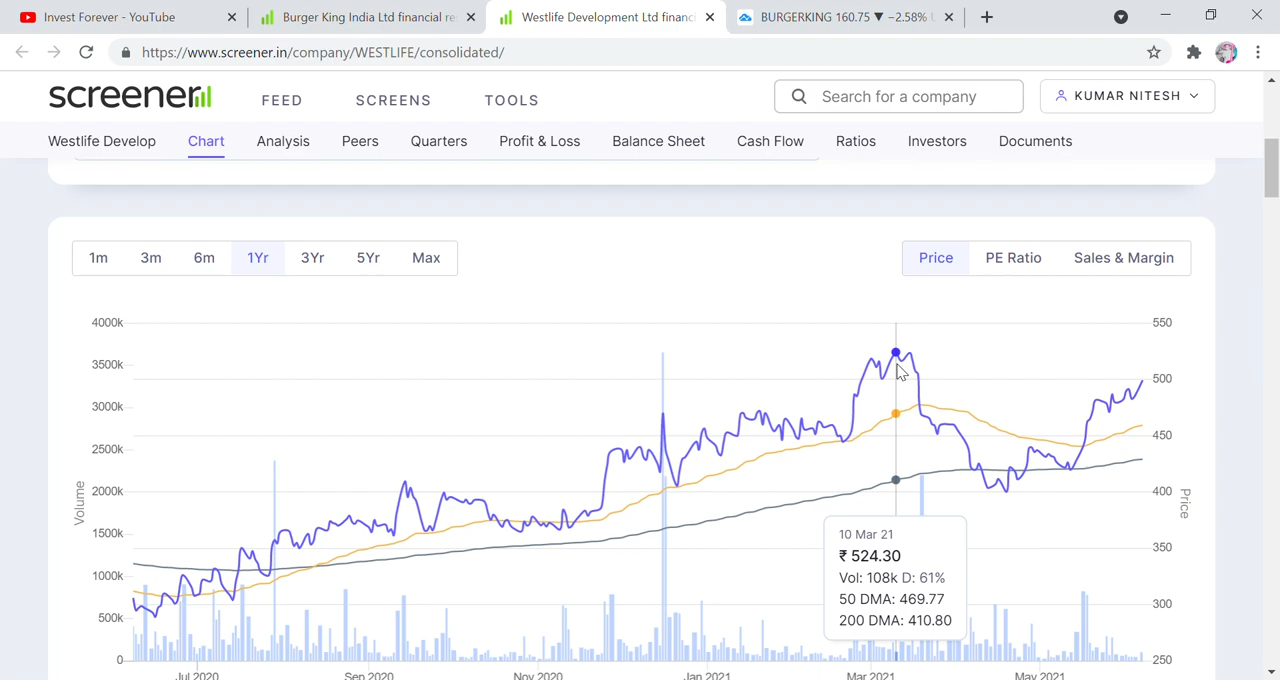 Invest Forever - YouTube
Burger King India Ltd financial re
Westlife Development Ltd financi
BURGERKING 160.75 ▼ −2.58%
https://www.screener.in/company/WESTLIFE/consolidated/
screener
FEED
SCREENS
TOOLS
Search for a company
KUMAR NITESH
Westlife Develop
Chart
Analysis
Peers
Quarters
Profit & Loss
Balance Sheet
Cash Flow
Ratios
Investors
Documents
1m
3m
6m
1Yr
3Yr
5Yr
Max
Price
PE Ratio
Sales & Margin
4000k
3500k
3000k
2500k
2000k
1500k
1000k
500k
0
Volume
550
500
450
400
350
300
250
Price
10 Mar 21
₹ 524.30
Vol: 108k D: 61%
50 DMA: 469.77
200 DMA: 410.80
Jul 2020
Sep 2020
Nov 2020
Jan 2021
Mar 2021
May 2021